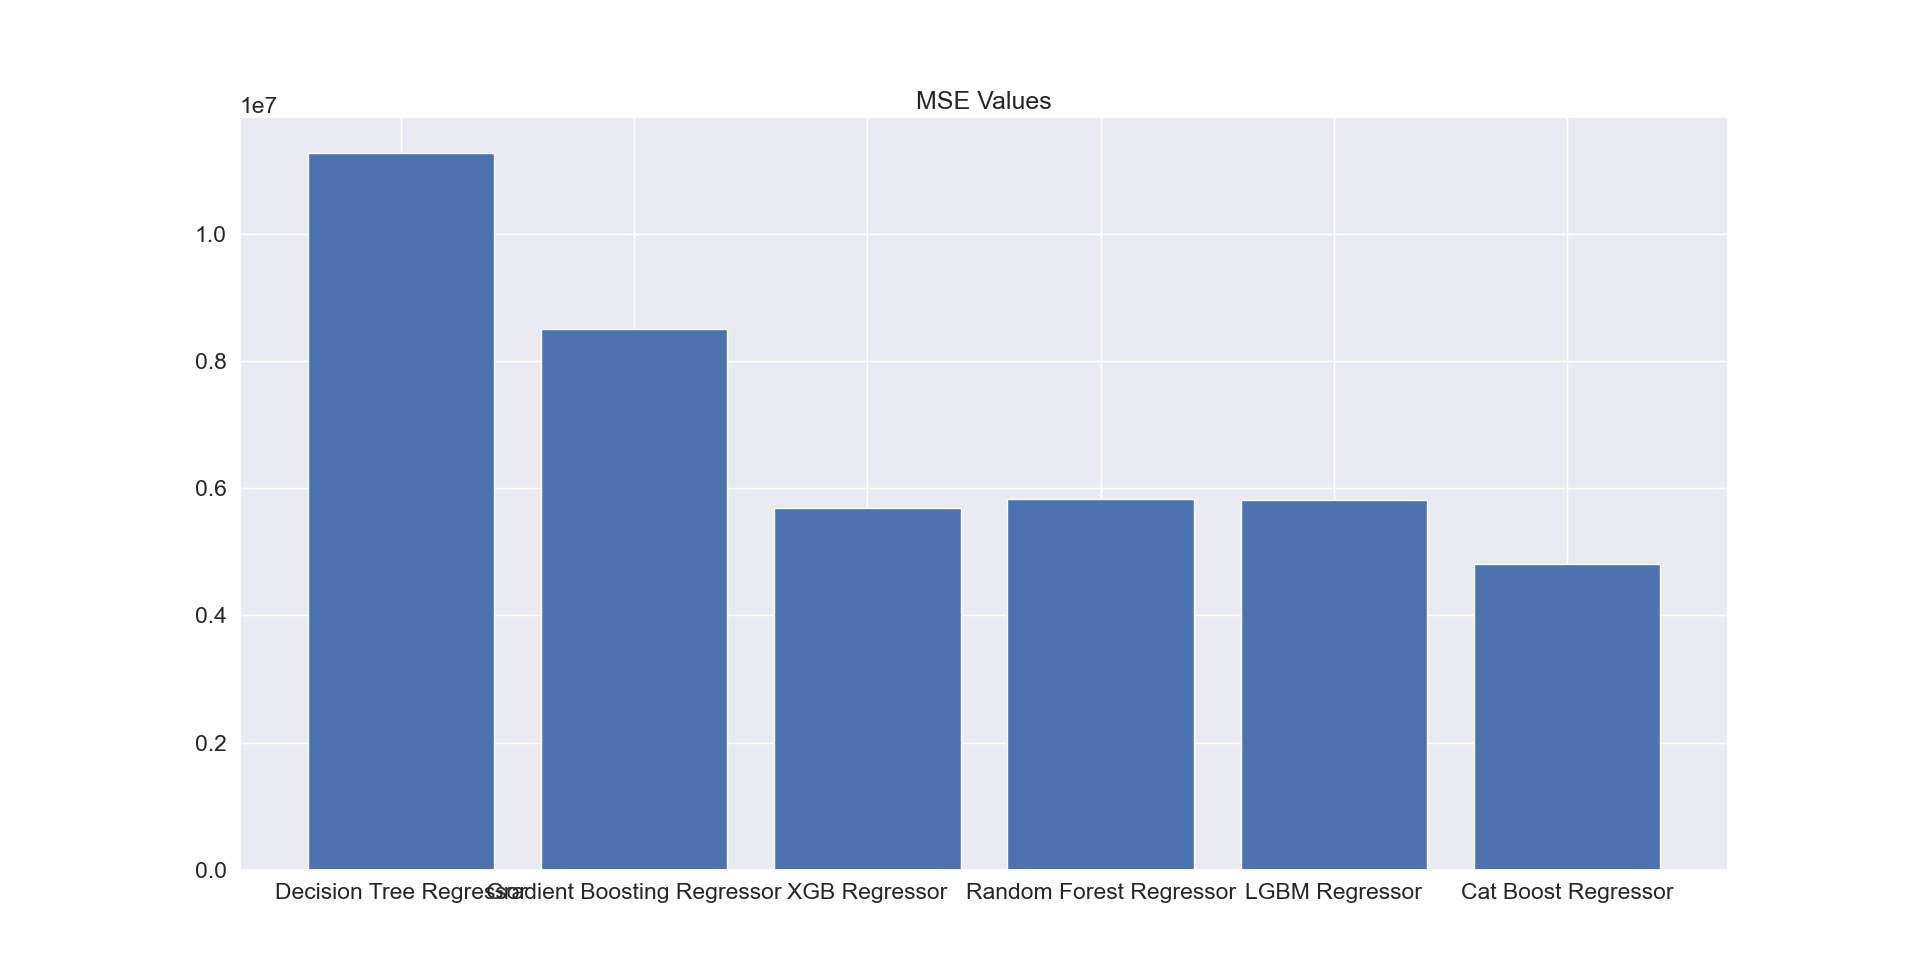 MSE Values
1e7
1.0
0.8
0.6
0.4
0.2
0.0
Decision Tree Regressor Gradient Boosting Regressor XGB Regressor Random Forest Regressor LGBM Regressor Cat Boost Regressor